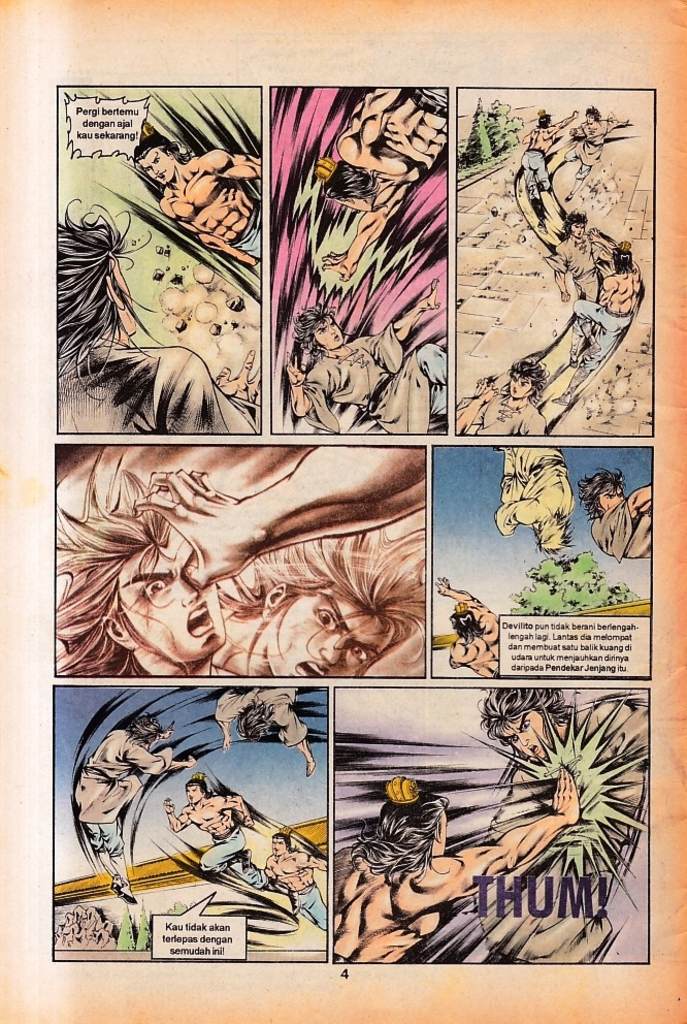 Pergi bertemu
dengan ajal
kau sekarang!
Devilito pun tidak berani berlengah-
lengah lagi. Lantas dia melompat
dan membuat satu balik kuang di
udara untuk menjauhkan dirinya
daripada Pendekar Jenjang itu.
Kau tidak akan
terlepas dengan
semudah ini!
THUM!
4